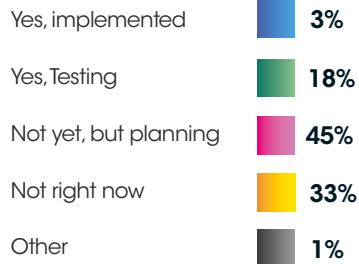 Yes, implemented 3%
Yes, Testing 18%
Not yet, but planning 45%
Not right now 33%
Other 1%